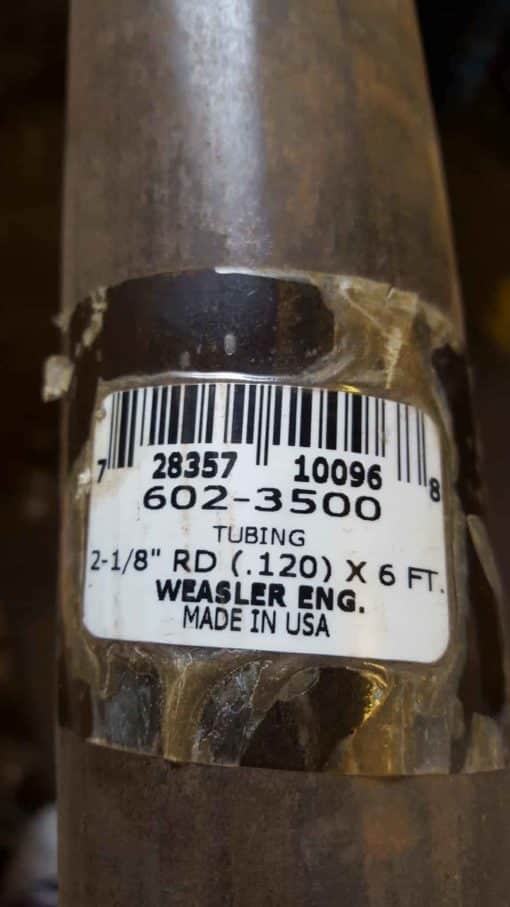 7 28357 10096 8
602-3500
TUBING
2-1/8" RD (.120) X 6 FT.
WEASLER ENG.
MADE IN USA